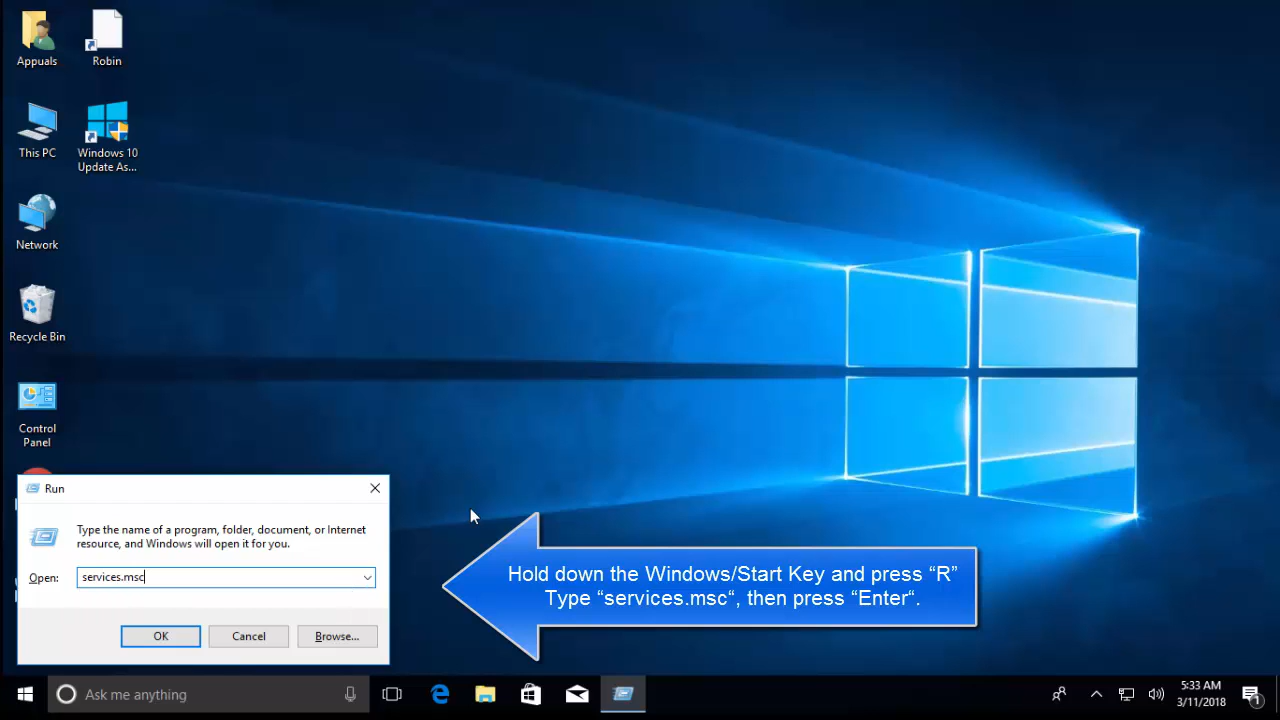 Appuals
Robin
This PC
Windows 10
Update As...
Network
Recycle Bin
Control
Panel
Run
Type the name of a program, folder, document, or Internet
resource, and Windows will open it for you.
Open:
services.msc
OK
Cancel
Browse...
Hold down the Windows/Start Key and press “R”
Type “services.msc“, then press “Enter“.
Ask me anything
5:33 AM
3/11/2018
1